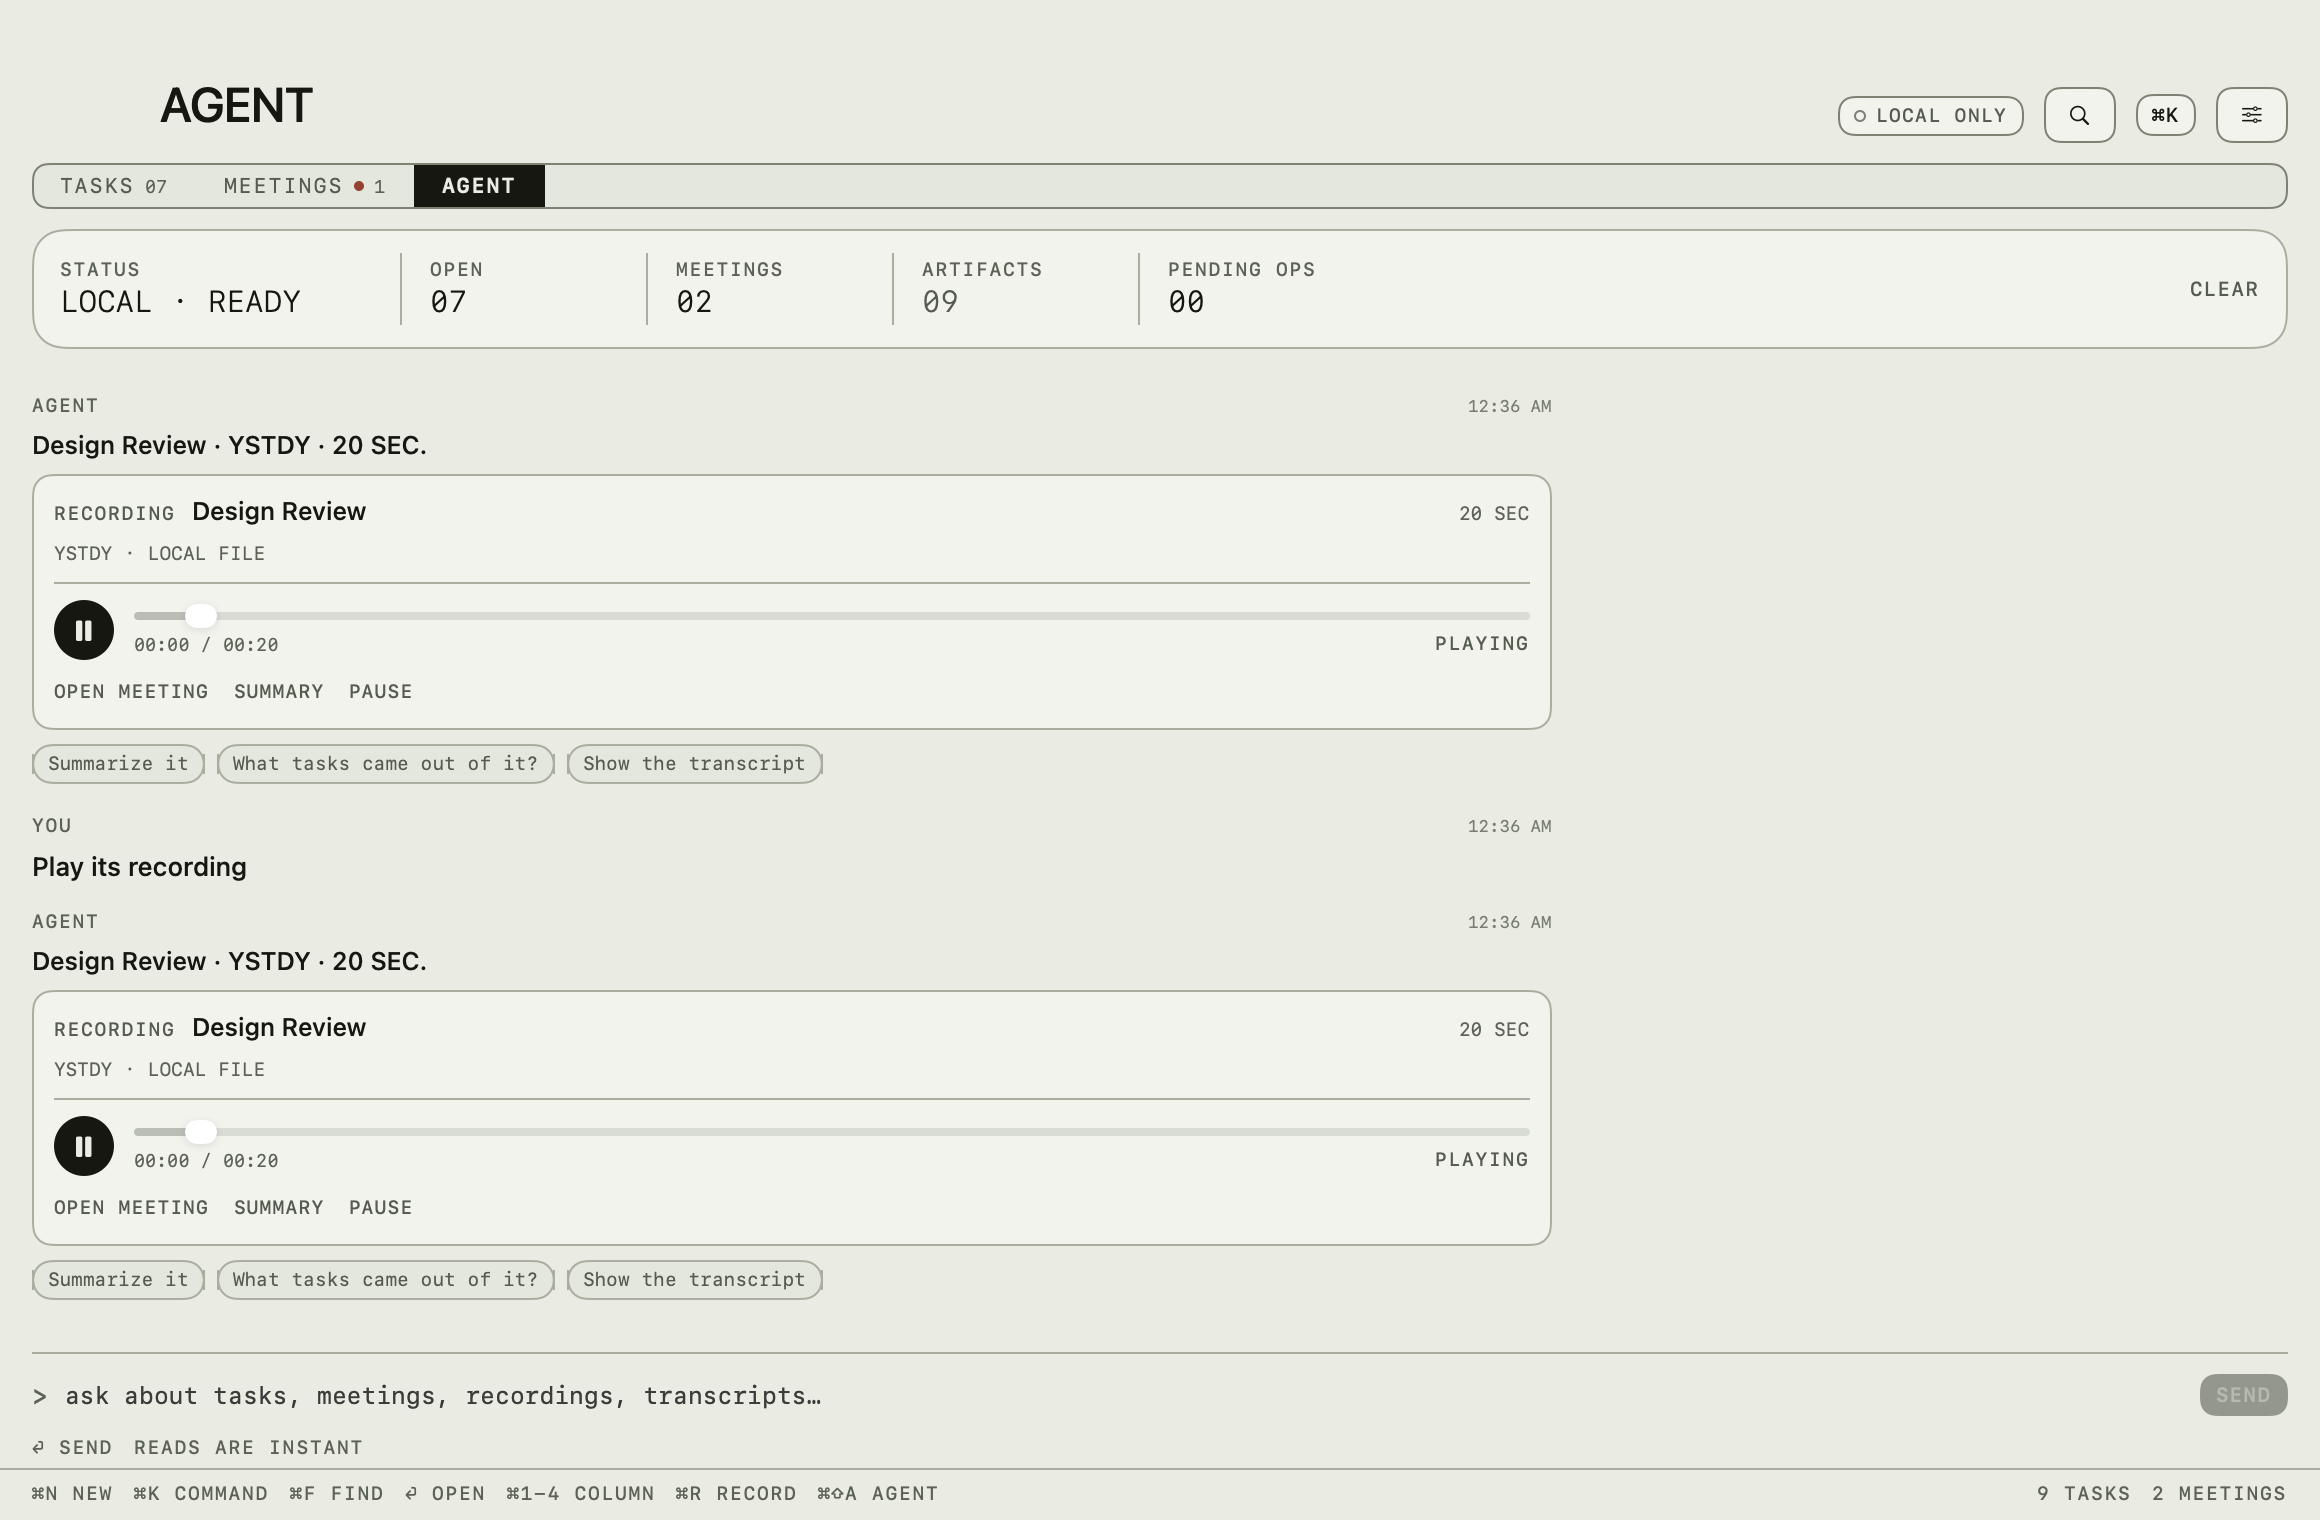 AGENT
LOCAL ONLY
⌘K
TASKS 07 MEETINGS 1 AGENT
STATUS OPEN MEETINGS ARTIFACTS PENDING OPS
LOCAL · READY 07 02 09 00
CLEAR
AGENT 12:36 AM
Design Review · YSTDY · 20 SEC.
RECORDING Design Review 20 SEC
YSTDY · LOCAL FILE
00:00 / 00:20 PLAYING
OPEN MEETING SUMMARY PAUSE
Summarize it What tasks came out of it? Show the transcript
YOU 12:36 AM
Play its recording
AGENT 12:36 AM
Design Review · YSTDY · 20 SEC.
RECORDING Design Review 20 SEC
YSTDY · LOCAL FILE
00:00 / 00:20 PLAYING
OPEN MEETING SUMMARY PAUSE
Summarize it What tasks came out of it? Show the transcript
> ask about tasks, meetings, recordings, transcripts… SEND
⏎ SEND READS ARE INSTANT
⌘N NEW ⌘K COMMAND ⌘F FIND ⏎ OPEN ⌘1–4 COLUMN ⌘R RECORD ⌘⇧A AGENT 9 TASKS 2 MEETINGS